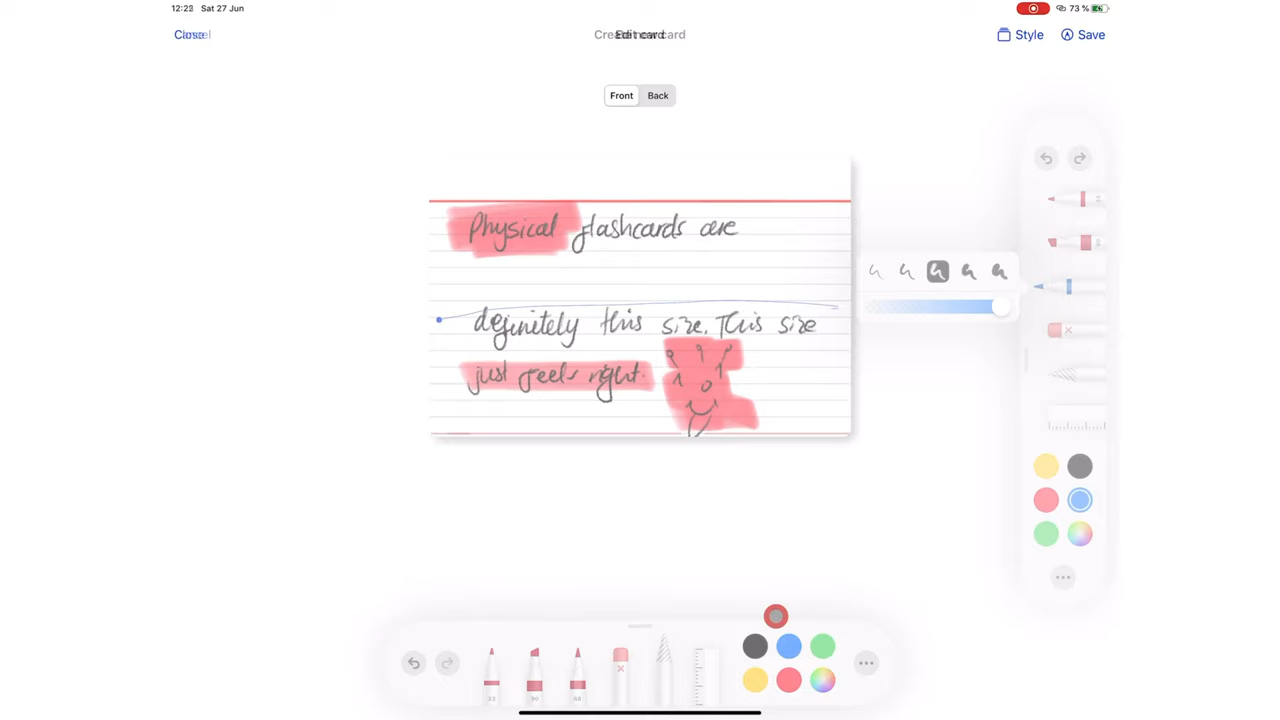 12:22 Sat 27 Jun
73 %
Style
Save
Front Back
Physical flashcards are
definitely this size. This size
just feels right.